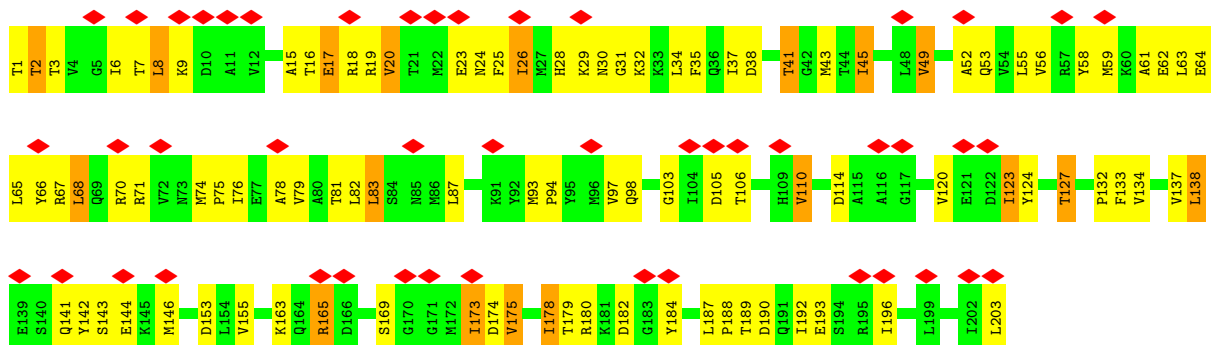 T1 T2 T3 V4 G5 I6 T7 L8 K9 D10 A11 V12 A15 T16 E17 R18 R19 V20 T21 M22 E23 N24 F25 I26 M27 H28 K29 N30 G31 K32 K33 L34 F35 Q36 I37 D38 T41 G42 M43 T44 I45 L48 V49 A52 Q53 V54 L55 V56 R57 Y58 M59 K60 A61 E62 L63 E64
L65 Y66 R67 L68 Q69 R70 R71 V72 N73 M74 P75 I76 E77 A78 V79 A80 T81 L82 L83 S84 N85 M86 L87 K91 Y92 M93 P94 Y95 M96 V97 Q98 G103 I104 D105 T106 H109 V110 D114 A115 A116 G117 V120 E121 D122 I123 Y124 T127 P132 F133 V134 V137 L138
E139 S140 Q141 Y142 S143 E144 K145 M146 D153 L154 V155 K163 Q164 R165 D166 S169 G170 G171 M172 I173 D174 V175 I178 T179 R180 K181 D182 G183 Y184 L187 P188 T189 D190 Q191 I192 E193 S194 R195 I196 L199 I202 L203